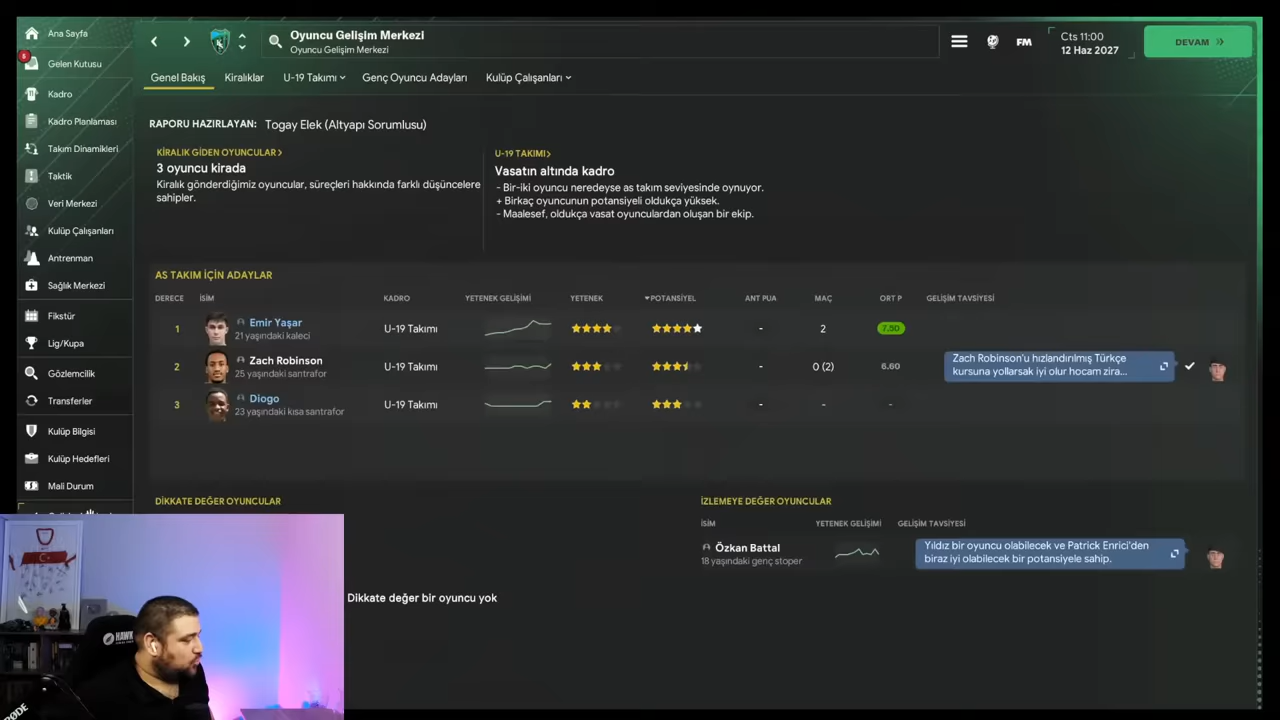 Ana Sayfa
5
Gelen Kutusu
Kadro
Kadro Planlaması
Takım Dinamikleri
Taktik
Veri Merkezi
Kulüp Çalışanları
Antrenman
Sağlık Merkezi
Fikstür
Lig/Kupa
Gözlemcilik
Transferler
Kulüp Bilgisi
Kulüp Hedefleri
Mali Durum
Oyuncu Gelişim Merkezi
Oyuncu Gelişim Merkezi
FM
Cts 11:00
12 Haz 2027
DEVAM
Genel Bakış
Kiralıklar
U-19 Takımı
Genç Oyuncu Adayları
Kulüp Çalışanları
RAPORU HAZIRLAYAN: Togay Elek (Altyapı Sorumlusu)
KİRALIK GİDEN OYUNCULAR >
3 oyuncu kirada
Kiralık gönderdiğimiz oyuncular, süreçleri hakkında farklı düşüncelere
sahipler.
U-19 TAKIMI >
Vasatın altında kadro
- Bir-iki oyuncu neredeyse as takım seviyesinde oynuyor.
+ Birkaç oyuncunun potansiyeli oldukça yüksek.
- Maalesef, oldukça vasat oyunculardan oluşan bir ekip.
AS TAKIM İÇİN ADAYLAR
DERECE İSİM KADRO YETENEK GELİŞİMİ YETENEK POTANSİYEL ANT PUA MAÇ ORT P GELİŞİM TAVSİYESİ
1 Emir Yaşar U-19 Takımı - 2 7.50
21 yaşındaki kaleci
2 Zach Robinson U-19 Takımı - 0 (2) 6.60
25 yaşındaki santrafor
Zach Robinson'u hızlandırılmış Türkçe
kursuna yollarsak iyi olur hocam zira...
3 Diogo U-19 Takımı - - -
23 yaşındaki kısa santrafor
DİKKATE DEĞER OYUNCULAR
Dikkate değer bir oyuncu yok
İZLEMEYE DEĞER OYUNCULAR
İSİM YETENEK GELİŞİMİ GELİŞİM TAVSİYESİ
Özkan Battal
18 yaşındaki genç stoper
Yıldız bir oyuncu olabilecek ve Patrick Enrici'den
biraz iyi olabilecek bir potansiyele sahip.
HAWK
RØDE